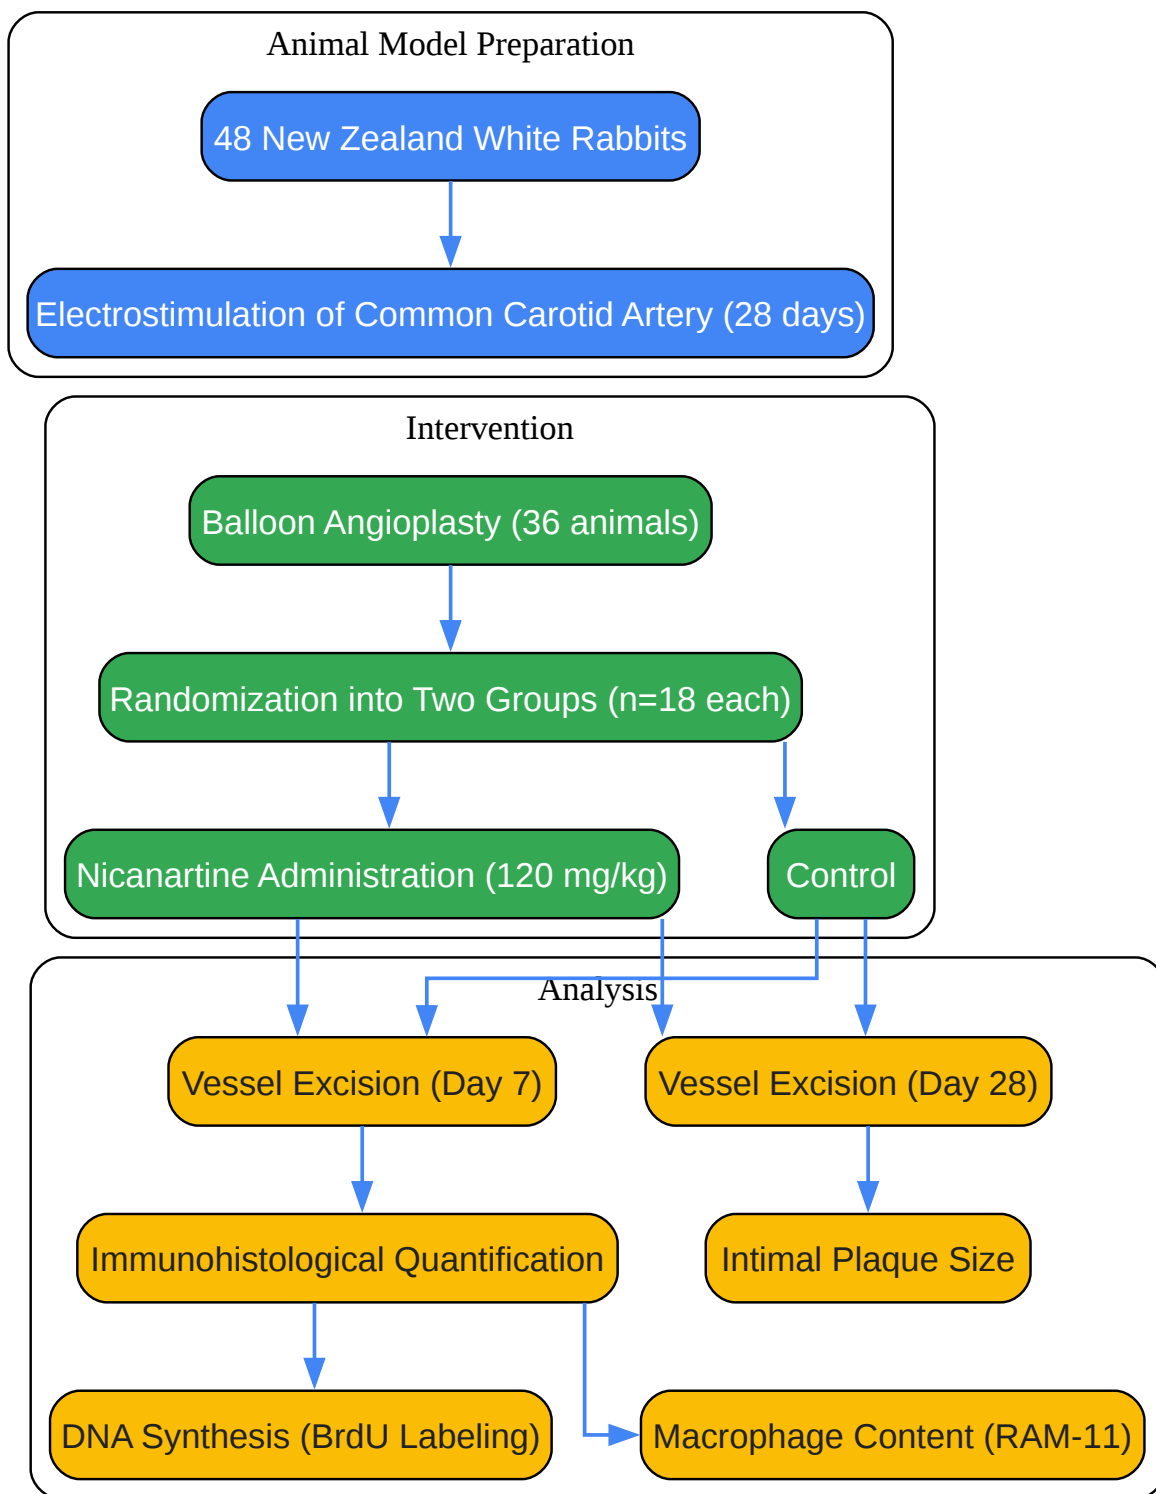 Animal Model Preparation
48 New Zealand White Rabbits
Electrostimulation of Common Carotid Artery (28 days)
Intervention
Balloon Angioplasty (36 animals)
Randomization into Two Groups (n=18 each)
Nicanartine Administration (120 mg/kg)
Control
Analysis
Vessel Excision (Day 7)
Vessel Excision (Day 28)
Immunohistological Quantification
Intimal Plaque Size
DNA Synthesis (BrdU Labeling)
Macrophage Content (RAM-11)